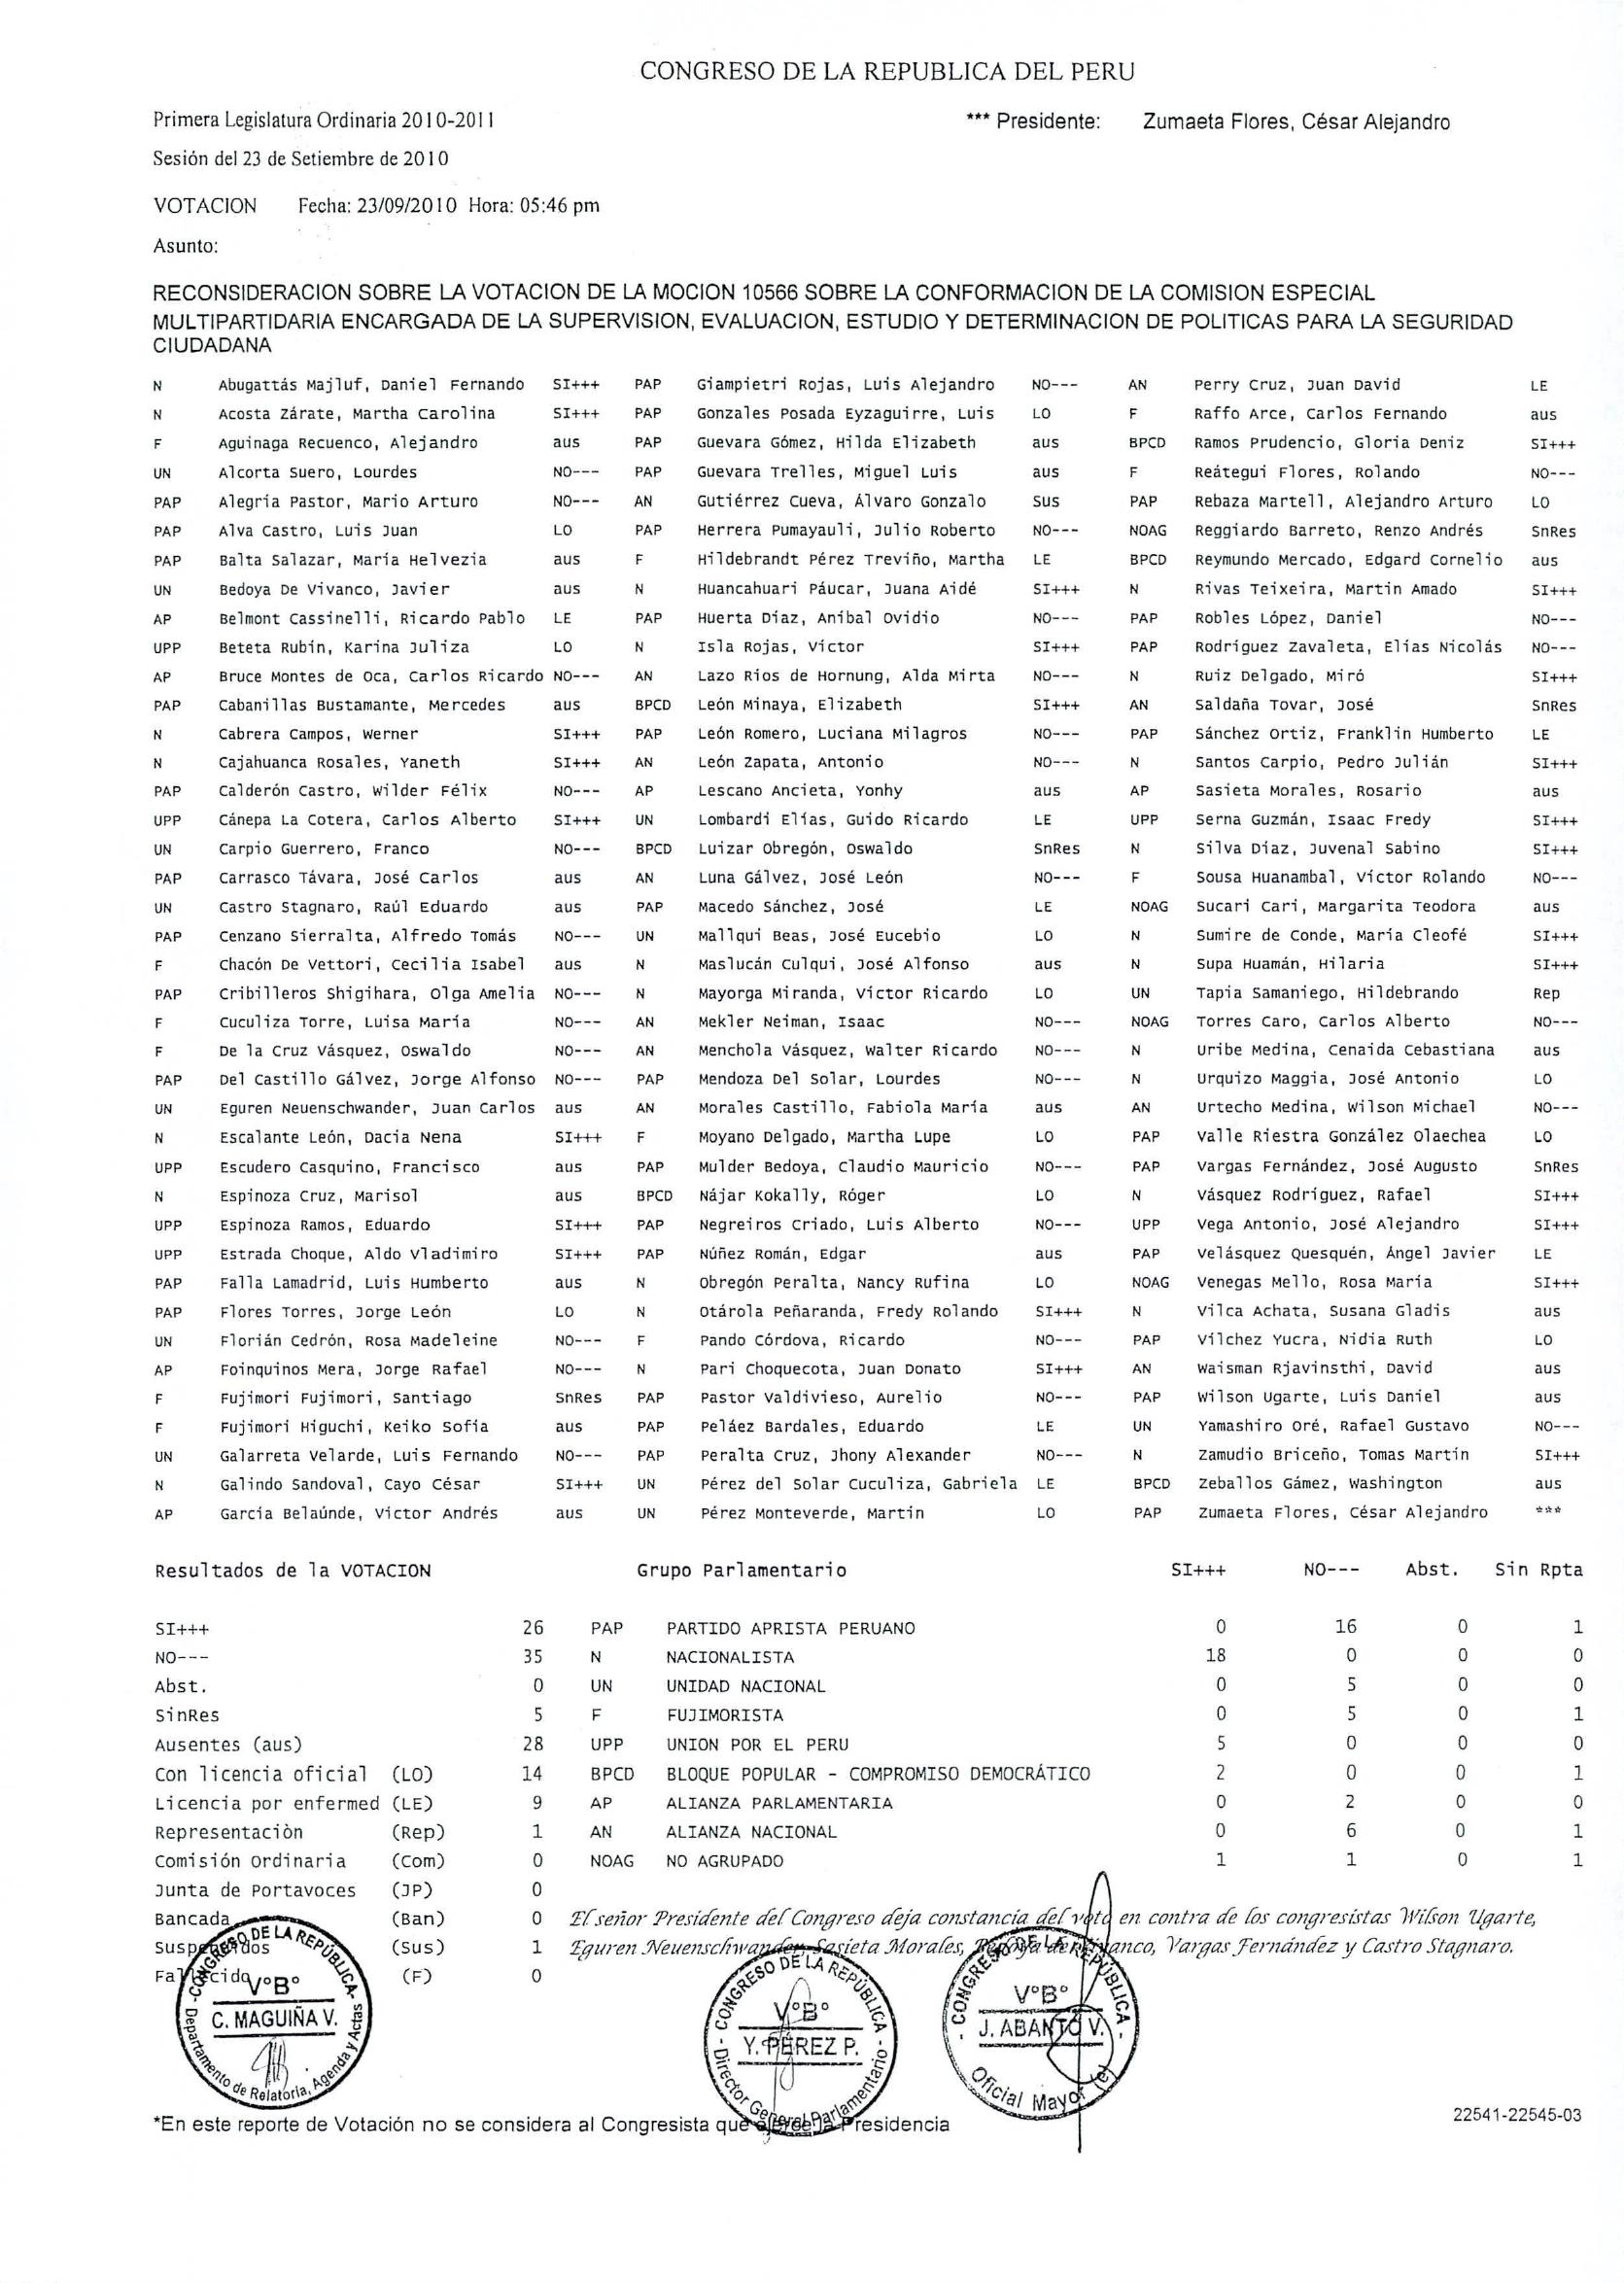 CONGRESO DE LA REPUBLICA DEL PERU
Primera Legislatura Ordinaria 2010-2011 *** Presidente: Zumaeta Flores, César Alejandro
Sesión del 23 de Setiembre de 2010
VOTACION Fecha: 23/09/2010 Hora: 05:46 pm
Asunto:
RECONSIDERACION SOBRE LA VOTACION DE LA MOCION 10566 SOBRE LA CONFORMACION DE LA COMISION ESPECIAL
MULTIPARTIDARIA ENCARGADA DE LA SUPERVISION, EVALUACION, ESTUDIO Y DETERMINACION DE POLITICAS PARA LA SEGURIDAD
CIUDADANA
N Abugattás Majluf, Daniel Fernando SI+++ PAP Giampietri Rojas, Luis Alejandro NO--- AN Perry Cruz, Juan David LE
N Acosta Zárate, Martha Carolina SI+++ PAP Gonzales Posada Eyzaguirre, Luis LO F Raffo Arce, Carlos Fernando aus
F Aguinaga Recuenco, Alejandro aus PAP Guevara Gómez, Hilda Elizabeth aus BPCD Ramos Prudencio, Gloria Deniz SI+++
UN Alcorta Suero, Lourdes NO--- PAP Guevara Trelles, Miguel Luis aus F Reátegui Flores, Rolando NO---
PAP Alegría Pastor, Mario Arturo NO--- AN Gutiérrez Cueva, Álvaro Gonzalo Sus PAP Rebaza Martell, Alejandro Arturo LO
PAP Alva Castro, Luis Juan LO PAP Herrera Pumayauli, Julio Roberto NO--- NOAG Reggiardo Barreto, Renzo Andrés SnRes
PAP Balta Salazar, María Helvezia aus F Hildebrandt Pérez Treviño, Martha LE BPCD Reymundo Mercado, Edgard Cornelio aus
UN Bedoya De Vivanco, Javier aus N Huancahuari Páucar, Juana Aidé SI+++ N Rivas Teixeira, Martin Amado SI+++
AP Belmont Cassinelli, Ricardo Pablo LE PAP Huerta Díaz, Aníbal Ovidio NO--- PAP Robles López, Daniel NO---
UPP Beteta Rubín, Karina Juliza LO N Isla Rojas, Víctor SI+++ PAP Rodríguez Zavaleta, Elías Nicolás NO---
AP Bruce Montes de Oca, Carlos Ricardo NO--- AN Lazo Ríos de Hornung, Alda Mirta NO--- N Ruiz Delgado, Miró SI+++
PAP Cabanillas Bustamante, Mercedes aus BPCD León Minaya, Elizabeth SI+++ AN Saldaña Tovar, José SnRes
N Cabrera Campos, Werner SI+++ PAP León Romero, Luciana Milagros NO--- PAP Sánchez Ortiz, Franklin Humberto LE
N Cajahuanca Rosales, Yaneth SI+++ AN León Zapata, Antonio NO--- N Santos Carpio, Pedro Julián SI+++
PAP Calderón Castro, Wilder Félix NO--- AP Lescano Ancieta, Yonhy aus AP Sasieta Morales, Rosario aus
UPP Cánepa La Cotera, Carlos Alberto SI+++ UN Lombardi Elías, Guido Ricardo LE UPP Serna Guzmán, Isaac Fredy SI+++
UN Carpio Guerrero, Franco NO--- BPCD Luizar Obregón, Oswaldo SnRes N Silva Díaz, Juvenal Sabino SI+++
PAP Carrasco Távara, José Carlos aus AN Luna Gálvez, José León NO--- F Sousa Huanambal, Víctor Rolando NO---
UN Castro Stagnaro, Raúl Eduardo aus PAP Macedo Sánchez, José LE NOAG Sucari Cari, Margarita Teodora aus
PAP Cenzano Sierralta, Alfredo Tomás NO--- UN Mallqui Beas, José Eucebio LO N Sumire de Conde, María Cleofé SI+++
F Chacón De Vettori, Cecilia Isabel aus N Maslucán Culqui, José Alfonso aus N Supa Huamán, Hilaria SI+++
PAP Cribilleros Shigihara, Olga Amelia NO--- N Mayorga Miranda, Víctor Ricardo LO UN Tapia Samaniego, Hildebrando Rep
F Cuculiza Torre, Luisa María NO--- AN Mekler Neiman, Isaac NO--- NOAG Torres Caro, Carlos Alberto NO---
F De la Cruz Vásquez, Oswaldo NO--- AN Menchola Vásquez, Walter Ricardo NO--- N Uribe Medina, Cenaida Cebastiana aus
PAP Del Castillo Gálvez, Jorge Alfonso NO--- PAP Mendoza Del Solar, Lourdes NO--- N Urquizo Maggia, José Antonio LO
UN Eguren Neuenschwander, Juan Carlos aus AN Morales Castillo, Fabiola María aus AN Urtecho Medina, Wilson Michael NO---
N Escalante León, Dacia Nena SI+++ F Moyano Delgado, Martha Lupe LO PAP Valle Riestra González Olaechea LO
UPP Escudero Casquino, Francisco aus PAP Mulder Bedoya, Claudio Mauricio NO--- PAP Vargas Fernández, José Augusto SnRes
N Espinoza Cruz, Marisol aus BPCD Nájar Kokally, Róger LO N Vásquez Rodríguez, Rafael SI+++
UPP Espinoza Ramos, Eduardo SI+++ PAP Negreiros Criado, Luis Alberto NO--- UPP Vega Antonio, José Alejandro SI+++
UPP Estrada Choque, Aldo Vladimiro SI+++ PAP Núñez Román, Edgar aus PAP Velásquez Quesquén, Ángel Javier LE
PAP Falla Lamadrid, Luis Humberto aus N Obregón Peralta, Nancy Rufina LO NOAG Venegas Mello, Rosa María SI+++
PAP Flores Torres, Jorge León LO N Otárola Peñaranda, Fredy Rolando SI+++ N Vilca Achata, Susana Gladis aus
UN Florián Cedrón, Rosa Madeleine NO--- F Pando Córdova, Ricardo NO--- PAP Vilchez Yucra, Nidia Ruth LO
AP Foinquinos Mera, Jorge Rafael NO--- N Pari Choquecota, Juan Donato SI+++ AN Waisman Rjavinsthi, David aus
F Fujimori Fujimori, Santiago SnRes PAP Pastor Valdivieso, Aurelio NO--- PAP Wilson Ugarte, Luis Daniel aus
F Fujimori Higuchi, Keiko Sofía aus PAP Peláez Bardales, Eduardo LE UN Yamashiro Oré, Rafael Gustavo NO---
UN Galarreta Velarde, Luis Fernando NO--- PAP Peralta Cruz, Jhony Alexander NO--- N Zamudio Briceño, Tomas Martín SI+++
N Galindo Sandoval, Cayo César SI+++ UN Pérez del Solar Cuculiza, Gabriela LE BPCD Zeballos Gámez, Washington aus
AP García Belaúnde, Víctor Andrés aus UN Pérez Monteverde, Martín LO PAP Zumaeta Flores, César Alejandro ***
Resultados de la VOTACION Grupo Parlamentario SI+++ NO--- Abst. Sin Rpta
SI+++ 26 PAP PARTIDO APRISTA PERUANO 0 16 0 1
NO--- 35 N NACIONALISTA 18 0 0 0
Abst. 0 UN UNIDAD NACIONAL 0 5 0 0
SinRes 5 F FUJIMORISTA 0 5 0 1
Ausentes (aus) 28 UPP UNION POR EL PERU 5 0 0 0
Con licencia oficial (LO) 14 BPCD BLOQUE POPULAR - COMPROMISO DEMOCRÁTICO 2 0 0 1
Licencia por enfermed (LE) 9 AP ALIANZA PARLAMENTARIA 0 2 0 0
Representaciòn (Rep) 1 AN ALIANZA NACIONAL 0 6 0 1
Comisión Ordinaria (Com) 0 NOAG NO AGRUPADO 1 1 0 1
Junta de Portavoces (JP) 0
Bancada (Ban) 0 El señor Presidente del Congreso deja constancia del voto en contra de los congresistas Wilson Ugarte,
Suspendidos (Sus) 1 Eguren Neuenschwander, Sasieta Morales, Bedoya de Vivanco, Vargas Fernández y Castro Stagnaro.
Fallecido (F) 0
- CONGRESO DE LA REPÚBLICA -
V°B°
C. MAGUIÑA V.
Departamento de Relatoría, Agenda y Actas
- CONGRESO DE LA REPÚBLICA -
V°B°
Y. PÉREZ P.
Director General Parlamentario
- CONGRESO DE LA REPÚBLICA -
V°B°
J. ABANTO V.
Oficial Mayor (e)
*En este reporte de Votación no se considera al Congresista que ejerce la Presidencia
22541-22545-03